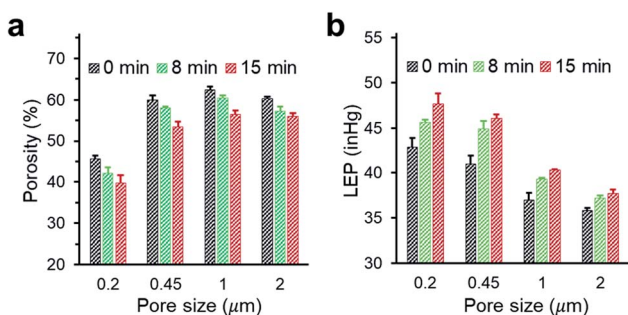 a
Porosity (%)
70
60
50
40
30
20
0 min 8 min 15 min
0.2 0.45 1 2
Pore size (μm)
b
LEP (inHg)
55
50
45
40
35
30
0 min 8 min 15 min
0.2 0.45 1 2
Pore size (μm)